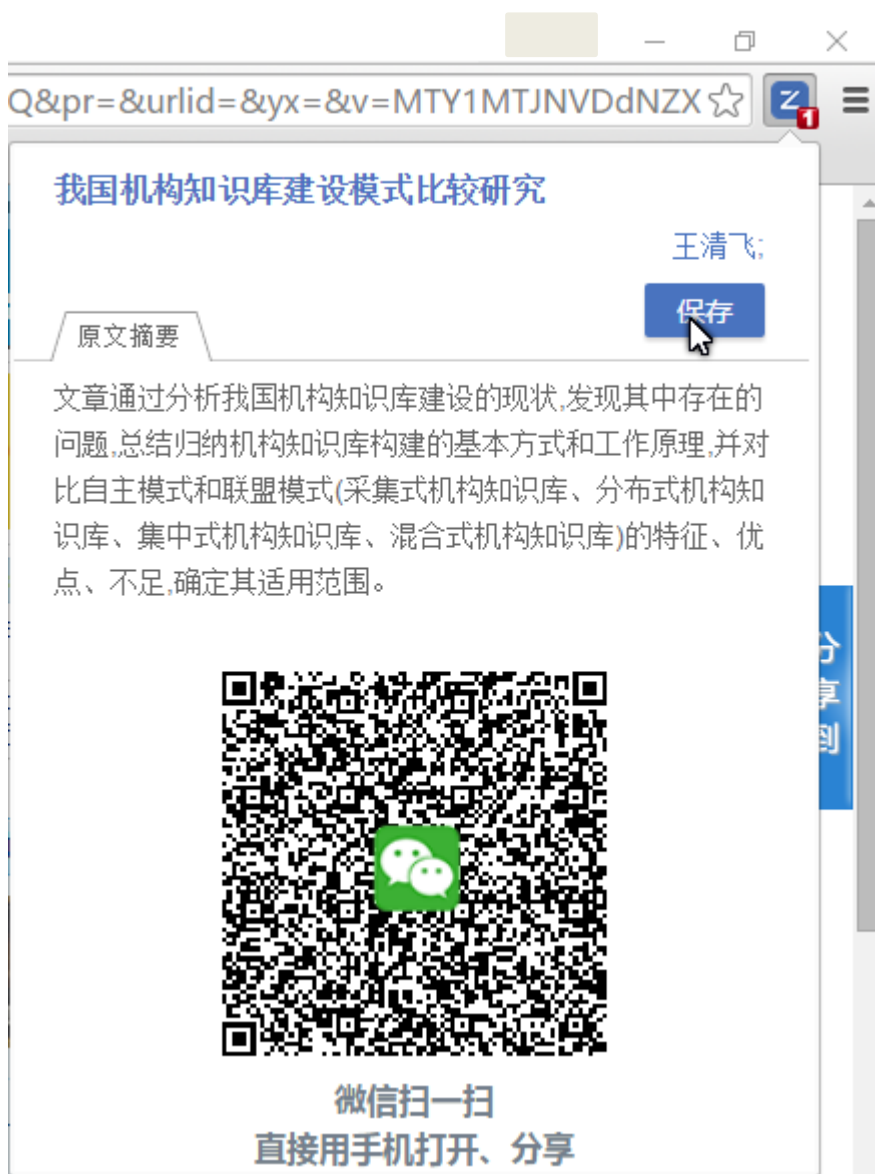 Q&pr=&urlid=&yx=&v=MTY1MTJNVDdNZX
Z
1
我国机构知识库建设模式比较研究
王清飞;
保存
原文摘要
文章通过分析我国机构知识库建设的现状,发现其中存在的
问题,总结归纳机构知识库构建的基本方式和工作原理,并对
比自主模式和联盟模式(采集式机构知识库、分布式机构知
识库、集中式机构知识库、混合式机构知识库)的特征、优
点、不足,确定其适用范围。
分
享
到
微信扫一扫
直接用手机打开、分享